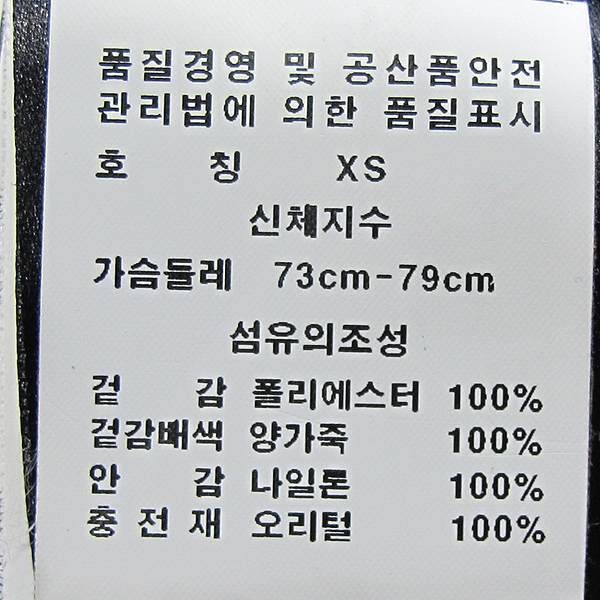 품질경영 및 공산품안전
관리법에 의한 품질표시
호 칭 XS
신체지수
가슴둘레 73cm-79cm
섬유의조성
겉 감 폴리에스터 100%
겉감배색 양가죽 100%
안 감 나일론 100%
충 전 재 오리털 100%